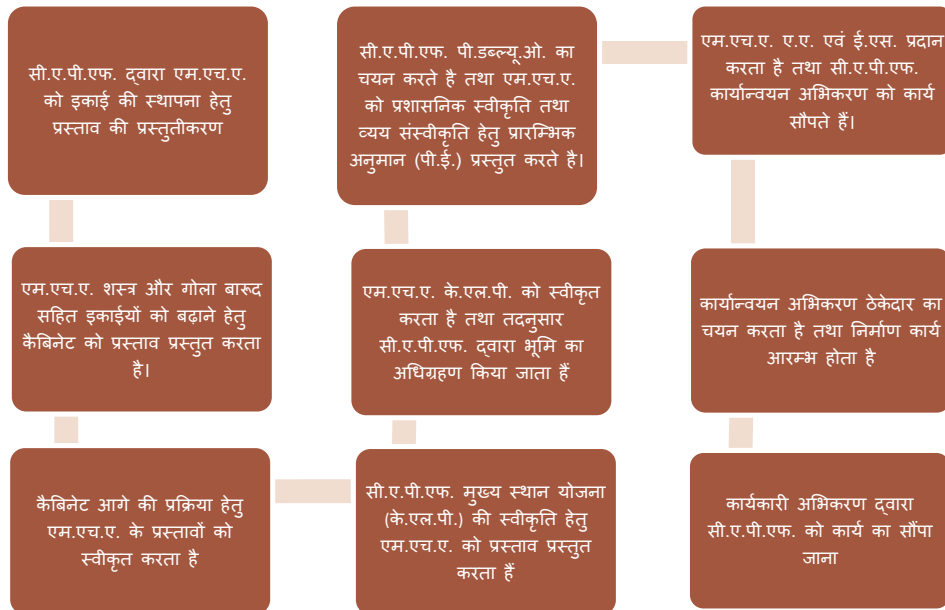 सी.ए.पी.एफ. द्वारा एम.एच.ए.
को इकाई की स्थापना हेतु
प्रस्ताव की प्रस्तुतीकरण
एम.एच.ए. शस्त्र और गोला बारूद
सहित इकाईयों को बढ़ाने हेतु
कैबिनेट को प्रस्ताव प्रस्तुत करता
है।
कैबिनेट आगे की प्रक्रिया हेतु
एम.एच.ए. के प्रस्तावों को
स्वीकृत करता है
सी.ए.पी.एफ. मुख्य स्थान योजना
(के.एल.पी.) की स्वीकृति हेतु
एम.एच.ए. को प्रस्ताव प्रस्तुत
करता हैं
एम.एच.ए. के.एल.पी. को स्वीकृत
करता है तथा तदनुसार
सी.ए.पी.एफ. द्वारा भूमि का
अधिग्रहण किया जाता हैं
सी.ए.पी.एफ. पी.डब्ल्यू.ओ. का
चयन करते है तथा एम.एच.ए.
को प्रशासनिक स्वीकृति तथा
व्यय संस्वीकृति हेतु प्रारम्भिक
अनुमान (पी.ई.) प्रस्तुत करते है।
एम.एच.ए. ए.ए. एवं ई.एस. प्रदान
करता है तथा सी.ए.पी.एफ.
कार्यान्वयन अभिकरण को कार्य
सौपते हैं।
कार्यान्वयन अभिकरण ठेकेदार का
चयन करता है तथा निर्माण कार्य
आरम्भ होता है
कार्यकारी अभिकरण द्वारा
सी.ए.पी.एफ. को कार्य का सौंपा
जाना